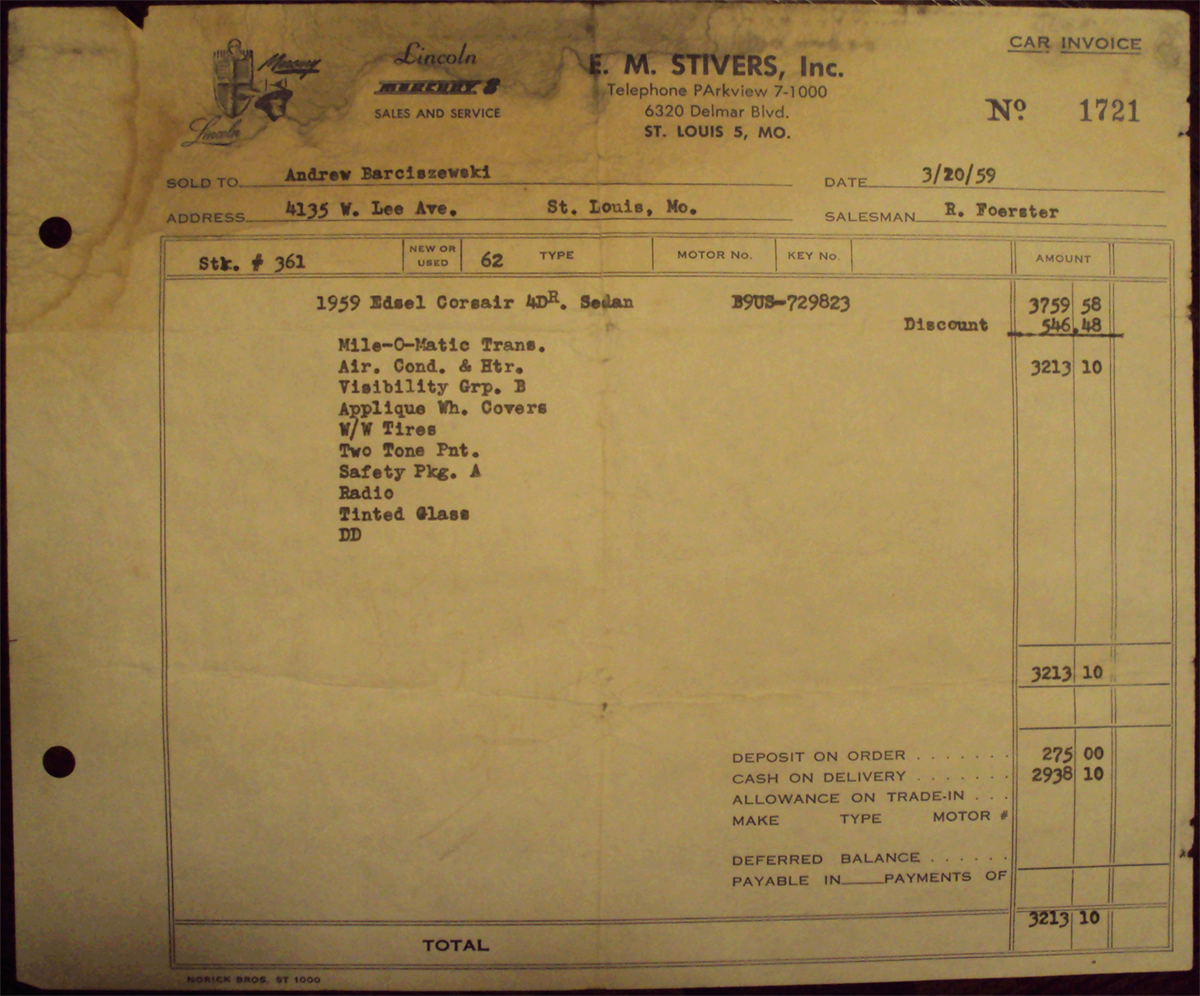 CAR INVOICE
Mercury
Lincoln
Lincoln
MERCURY 8
SALES AND SERVICE
E. M. STIVERS, Inc.
Telephone PArkview 7-1000
6320 Delmar Blvd.
ST. LOUIS 5, MO.
Nº 1721
SOLD TO Andrew Barciszewski DATE 3/20/59
ADDRESS 4135 W. Lee Ave. St. Louis, Mo. SALESMAN R. Foerster
Stk. # 361 NEW OR USED 62 TYPE MOTOR No. KEY No. AMOUNT
1959 Edsel Corsair 4DR. Sedan B9US-729823 3759 58
Discount 546.48
Mile-O-Matic Trans.
Air. Cond. & Htr. 3213 10
Visibility Grp. B
Applique Wh. Covers
W/W Tires
Two Tone Pnt.
Safety Pkg. A
Radio
Tinted Glass
DD
3213 10
DEPOSIT ON ORDER . . . . . . . 275 00
CASH ON DELIVERY . . . . . . . 2938 10
ALLOWANCE ON TRADE-IN . . .
MAKE TYPE MOTOR #
DEFERRED BALANCE . . . . . .
PAYABLE IN____PAYMENTS OF
3213 10
TOTAL
NORICK BROS. ST 1000